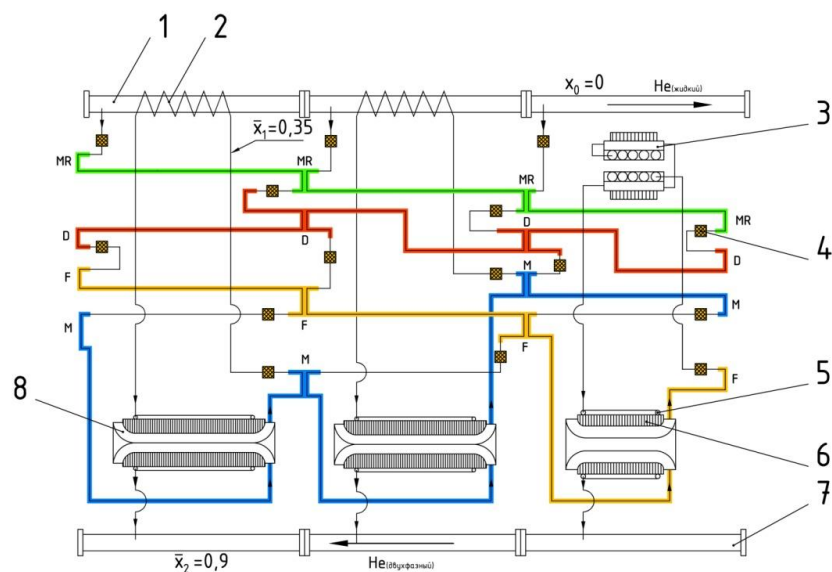 1
2
x₀=0
He(жидкий)
3
x̄₁=0,35
MR
MR
MR
MR
D
D
D
D
4
F
M
M
M
F
F
M
F
5
8
6
7
x̄₂=0,9
He(двухфазный)